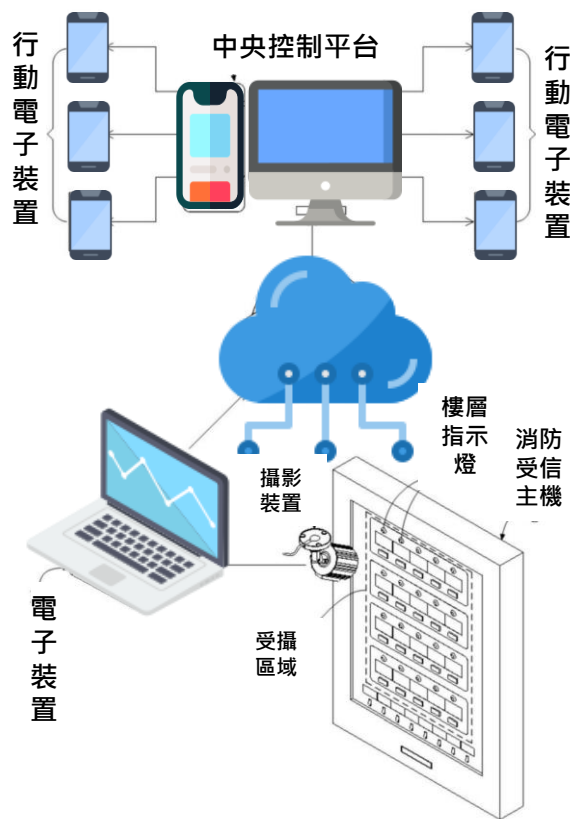 中央控制平台
行動電子裝置
行動電子裝置
樓層
指示
燈
消防
受信
主機
攝影
裝置
電子裝置
受攝
區域